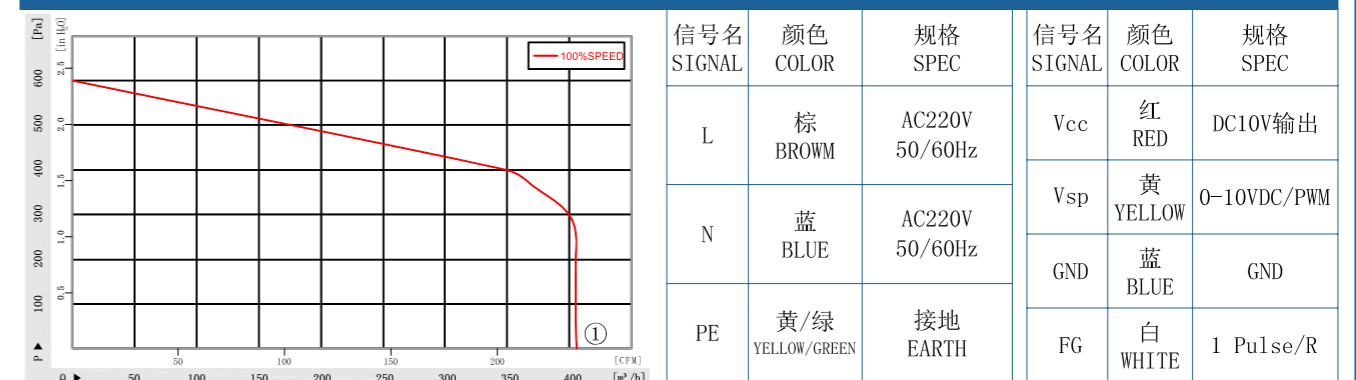 [Pa]
[in H₂O]
100%SPEED
600
500
400
300
200
100
P ▲
2.5
2.0
1.5
1.0
0.5
①
50 100 150 200 [CFM]
Q ▶ 50 100 150 200 250 300 350 400 [m³/h]
信号名 颜色 规格
SIGNAL COLOR SPEC
L 棕 AC220V
BROWM 50/60Hz
N 蓝 AC220V
BLUE 50/60Hz
PE 黄/绿 接地
YELLOW/GREEN EARTH
信号名 颜色 规格
SIGNAL COLOR SPEC
Vcc 红 DC10V输出
RED
Vsp 黄 0-10VDC/PWM
YELLOW
GND 蓝 GND
BLUE
FG 白 1 Pulse/R
WHITE